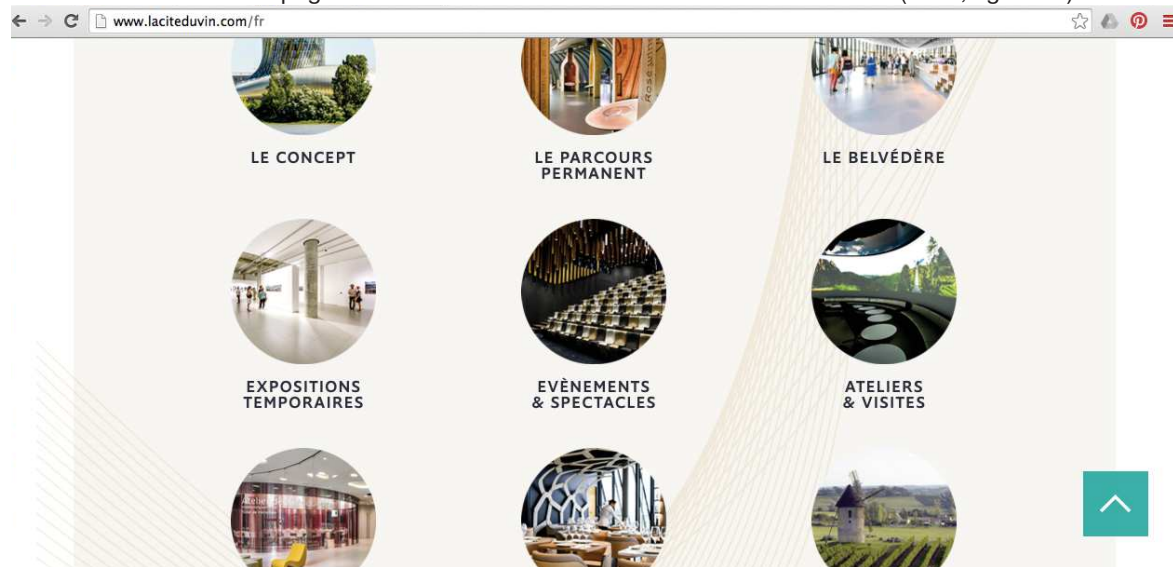 www.laciteduvin.com/fr
LE CONCEPT
LE PARCOURS
PERMANENT
LE BELVÉDÈRE
EXPOSITIONS
TEMPORAIRES
EVÈNEMENTS
& SPECTACLES
ATELIERS
& VISITES